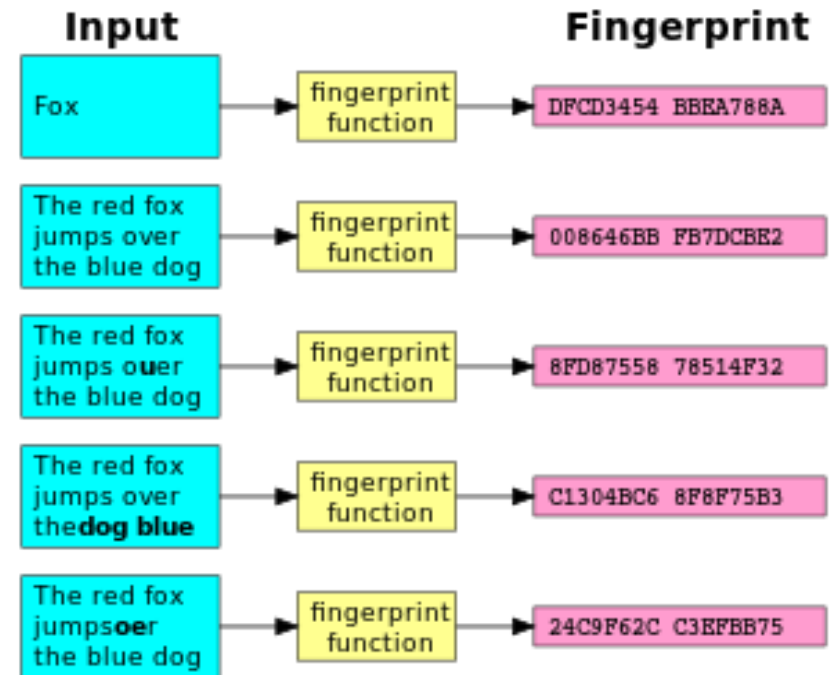 Input Fingerprint
Fox
fingerprint
function
DFCD3454 BBEA788A
The red fox
jumps over
the blue dog
fingerprint
function
008646BB FB7DCBE2
The red fox
jumps ouer
the blue dog
fingerprint
function
8FD87558 78514F32
The red fox
jumps over
thedog blue
fingerprint
function
C1304BC6 8F8F75B3
The red fox
jumpsoer
the blue dog
fingerprint
function
24C9F62C C3EFBB75